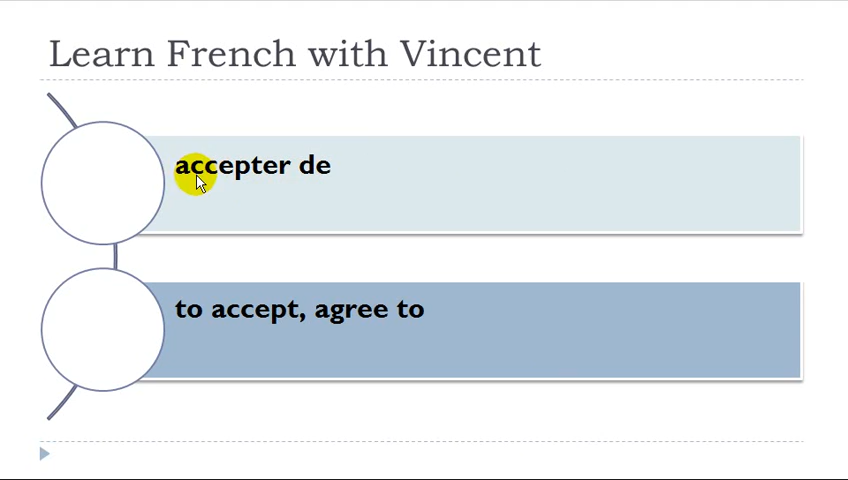 Learn French with Vincent
accepter de
to accept, agree to